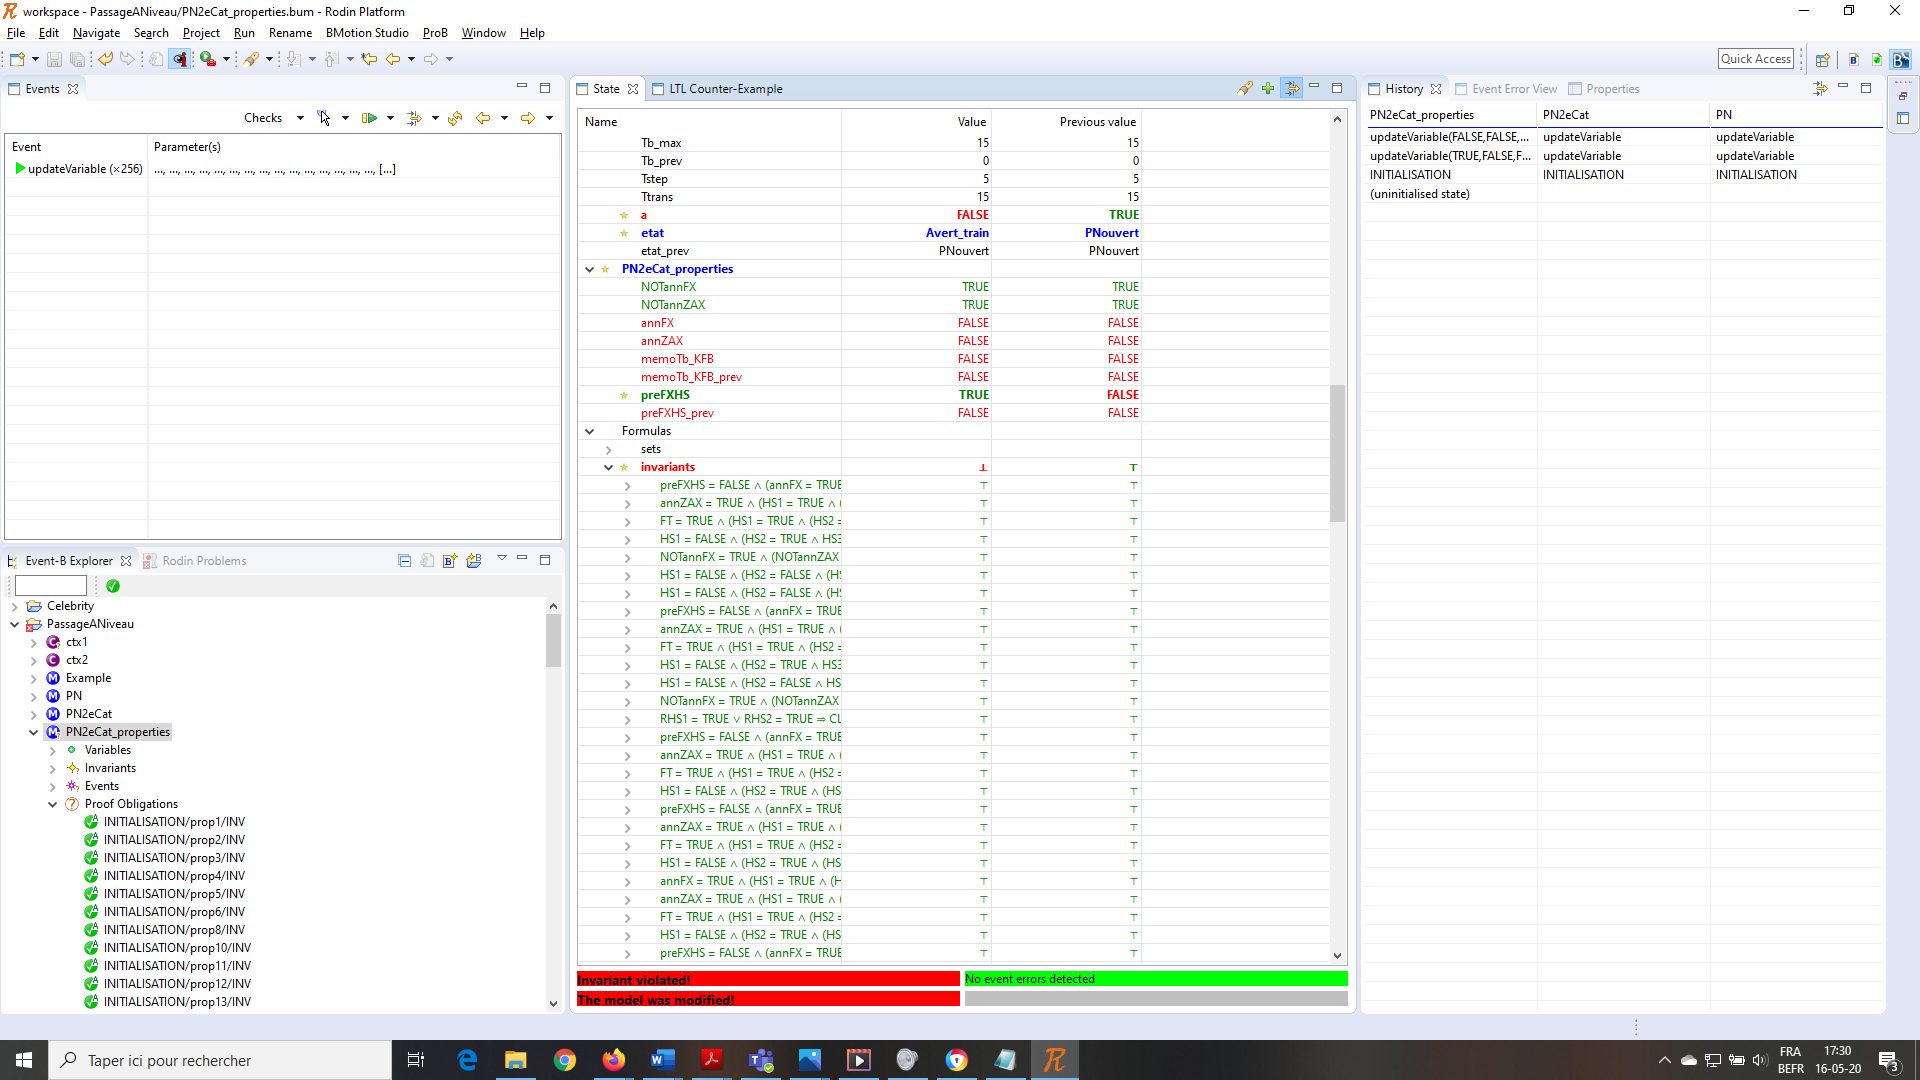 workspace - PassageANiveau/PN2eCat_properties.bum - Rodin Platform
File Edit Navigate Search Project Run Rename BMotion Studio ProB Window Help
Quick Access
Events
Checks
Event Parameter(s)
updateVariable (×256) ..., ..., ..., ..., ..., ..., ..., ..., ..., ..., ..., ..., ..., ..., ..., [...]
Event-B Explorer Rodin Problems
Celebrity
PassageANiveau
ctx1
ctx2
Example
PN
PN2eCat
PN2eCat_properties
Variables
Invariants
Events
Proof Obligations
INITIALISATION/prop1/INV
INITIALISATION/prop2/INV
INITIALISATION/prop3/INV
INITIALISATION/prop4/INV
INITIALISATION/prop5/INV
INITIALISATION/prop6/INV
INITIALISATION/prop8/INV
INITIALISATION/prop10/INV
INITIALISATION/prop11/INV
INITIALISATION/prop12/INV
INITIALISATION/prop13/INV
State LTL Counter-Example
Name Value Previous value
Tb_max 15 15
Tb_prev 0 0
Tstep 5 5
Ttrans 15 15
a FALSE TRUE
etat Avert_train PNouvert
etat_prev PNouvert PNouvert
PN2eCat_properties
NOTannFX TRUE TRUE
NOTannZAX TRUE TRUE
annFX FALSE FALSE
annZAX FALSE FALSE
memoTb_KFB FALSE FALSE
memoTb_KFB_prev FALSE FALSE
preFXHS TRUE FALSE
preFXHS_prev FALSE FALSE
Formulas
sets
invariants ⊥ ⊤
preFXHS = FALSE ∧ (annFX = TRUE ⊤ ⊤
annZAX = TRUE ∧ (HS1 = TRUE ∧ ( ⊤ ⊤
FT = TRUE ∧ (HS1 = TRUE ∧ (HS2 = ⊤ ⊤
HS1 = FALSE ∧ (HS2 = TRUE ∧ HS3 ⊤ ⊤
NOTannFX = TRUE ∧ (NOTannZAX ⊤ ⊤
HS1 = FALSE ∧ (HS2 = FALSE ∧ (HS ⊤ ⊤
HS1 = FALSE ∧ (HS2 = FALSE ∧ (HS ⊤ ⊤
preFXHS = FALSE ∧ (annFX = TRUE ⊤ ⊤
annZAX = TRUE ∧ (HS1 = TRUE ∧ ( ⊤ ⊤
FT = TRUE ∧ (HS1 = TRUE ∧ (HS2 = ⊤ ⊤
HS1 = FALSE ∧ (HS2 = TRUE ∧ HS3 ⊤ ⊤
HS1 = FALSE ∧ (HS2 = FALSE ∧ HS ⊤ ⊤
NOTannFX = TRUE ∧ (NOTannZAX ⊤ ⊤
RHS1 = TRUE ∨ RHS2 = TRUE ⇒ CL ⊤ ⊤
preFXHS = FALSE ∧ (annFX = TRUE ⊤ ⊤
annZAX = TRUE ∧ (HS1 = TRUE ∧ ( ⊤ ⊤
FT = TRUE ∧ (HS1 = TRUE ∧ (HS2 = ⊤ ⊤
HS1 = FALSE ∧ (HS2 = TRUE ∧ (HS ⊤ ⊤
preFXHS = FALSE ∧ (annFX = TRUE ⊤ ⊤
annZAX = TRUE ∧ (HS1 = TRUE ∧ ( ⊤ ⊤
FT = TRUE ∧ (HS1 = TRUE ∧ (HS2 = ⊤ ⊤
HS1 = FALSE ∧ (HS2 = TRUE ∧ (HS ⊤ ⊤
annFX = TRUE ∧ (HS1 = TRUE ∧ (H ⊤ ⊤
annZAX = TRUE ∧ (HS1 = TRUE ∧ ( ⊤ ⊤
FT = TRUE ∧ (HS1 = TRUE ∧ (HS2 = ⊤ ⊤
HS1 = FALSE ∧ (HS2 = TRUE ∧ (HS ⊤ ⊤
preFXHS = FALSE ∧ (annFX = TRUE ⊤ ⊤
Invariant violated! No event errors detected
The model was modified!
History Event Error View Properties
PN2eCat_properties PN2eCat PN
updateVariable(FALSE,FALSE,... updateVariable updateVariable
updateVariable(TRUE,FALSE,F... updateVariable updateVariable
INITIALISATION INITIALISATION INITIALISATION
(uninitialised state)
Taper ici pour rechercher
FRA 17:30
BEFR 16-05-20
3